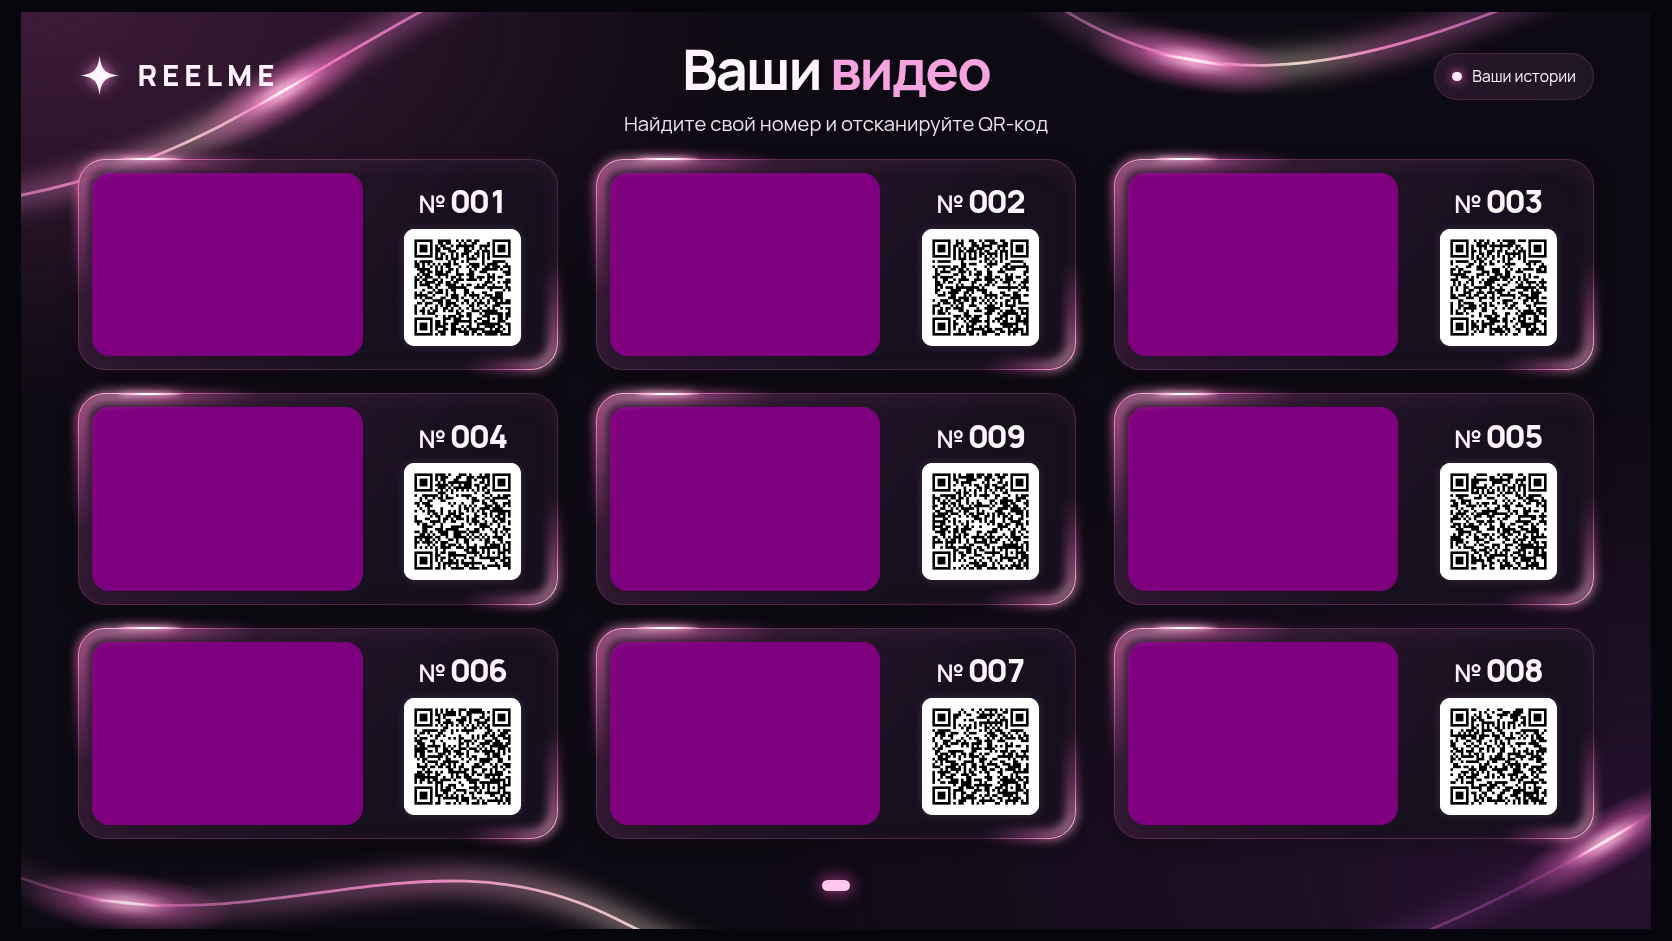 REELME
Ваши видео
Ваши истории
Найдите свой номер и отсканируйте QR-код
№ 001
№ 002
№ 003
№ 004
№ 009
№ 005
№ 006
№ 007
№ 008